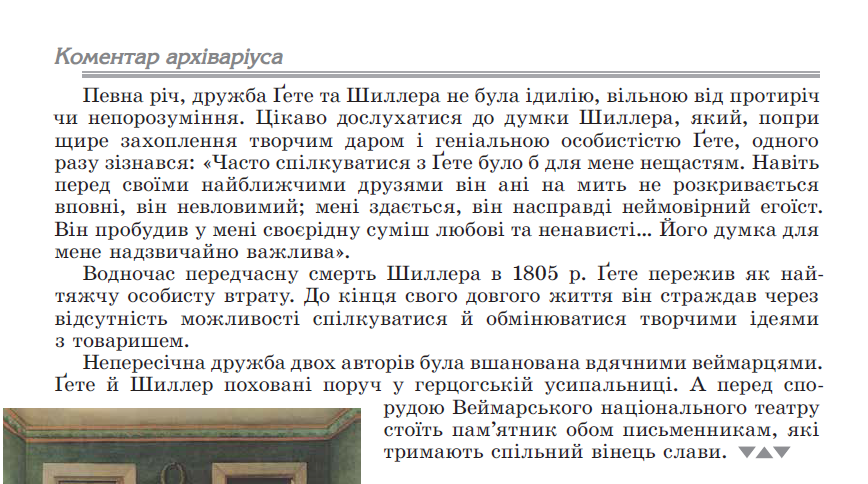 Коментар архіваріуса
Певна річ, дружба Ґете та Шиллера не була ідилією, вільною від протиріч
чи непорозуміння. Цікаво дослухатися до думки Шиллера, який, попри
щире захоплення творчим даром і геніальною особистістю Ґете, одного
разу зізнався: «Часто спілкуватися з Ґете було б для мене нещастям. Навіть
перед своїми найближчими друзями він ані на мить не розкривається
вповні, він невловимий; мені здається, він насправді неймовірний егоїст.
Він пробудив у мені своєрідну суміш любові та ненависті... Його думка для
мене надзвичайно важлива».
Водночас передчасну смерть Шиллера в 1805 р. Ґете пережив як най-
тяжчу особисту втрату. До кінця свого довгого життя він страждав через
відсутність можливості спілкуватися й обмінюватися творчими ідеями
з товаришем.
Непересічна дружба двох авторів була вшанована вдячними веймарцями.
Ґете й Шиллер поховані поруч у герцогській усипальниці. А перед спо-
рудою Веймарського національного театру
стоїть пам’ятник обом письменникам, які
тримають спільний вінець слави.